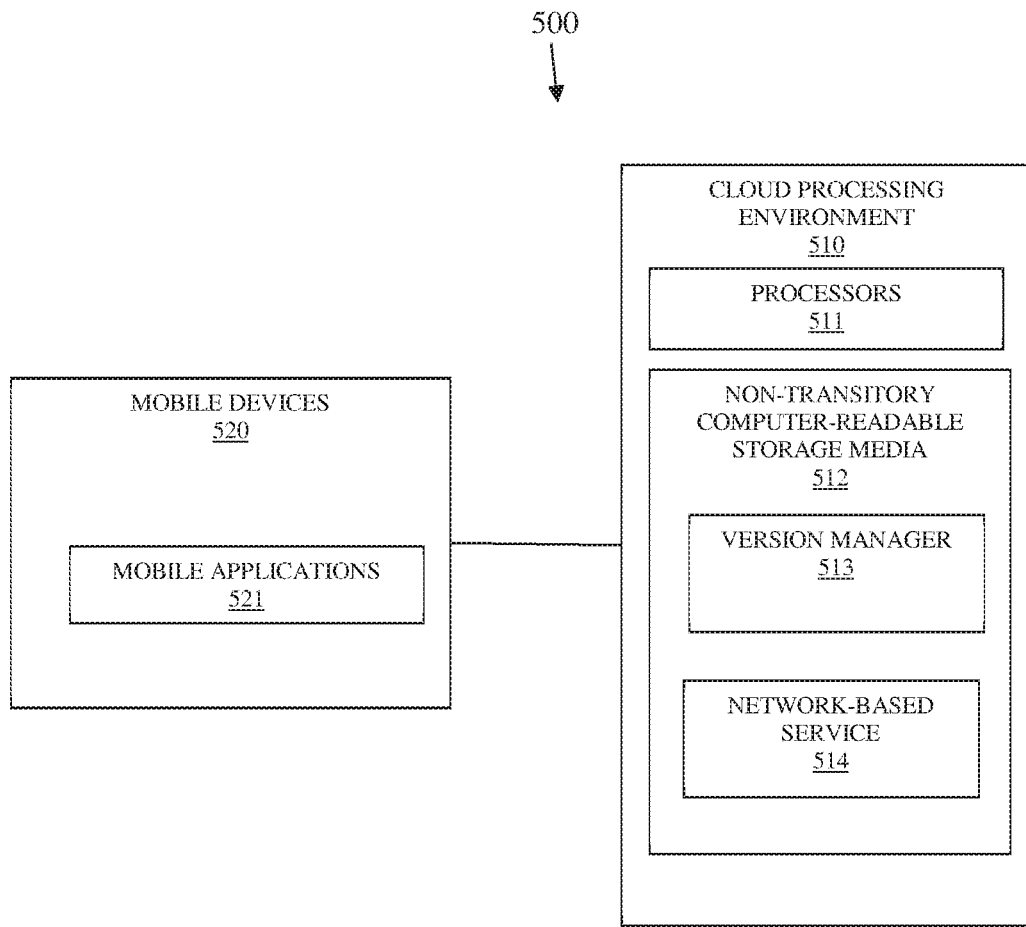 500
CLOUD PROCESSING
ENVIRONMENT
510
PROCESSORS
511
MOBILE DEVICES
520
MOBILE APPLICATIONS
521
NON-TRANSITORY
COMPUTER-READABLE
STORAGE MEDIA
512
VERSION MANAGER
513
NETWORK-BASED
SERVICE
514